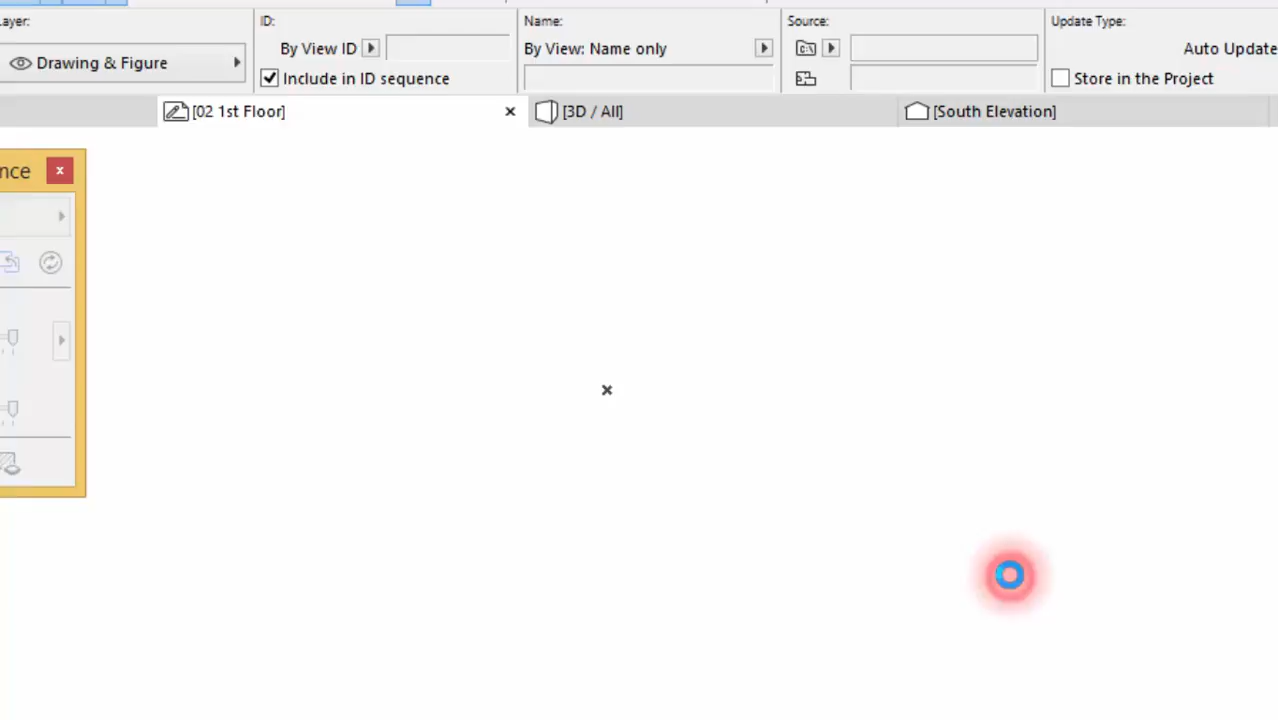 ayer:
ID:
Name:
Source:
Update Type:
By View ID
By View: Name only
C:\
Auto Update
Drawing & Figure
Include in ID sequence
Store in the Project
[02 1st Floor]
[3D / All]
[South Elevation]
nce